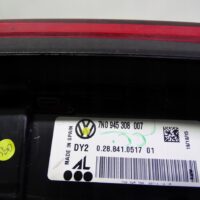 MADE IN SPAIN
7N0 945 308 007
DY2
0.28.841.0517 01
AL